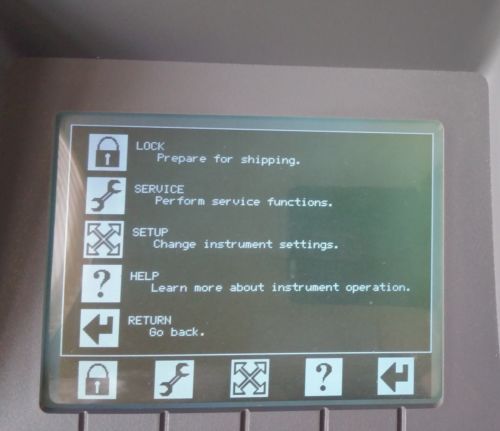 LOCK
Prepare for shipping.
SERVICE
Perform service functions.
SETUP
Change instrument settings.
HELP
Learn more about instrument operation.
RETURN
Go back.